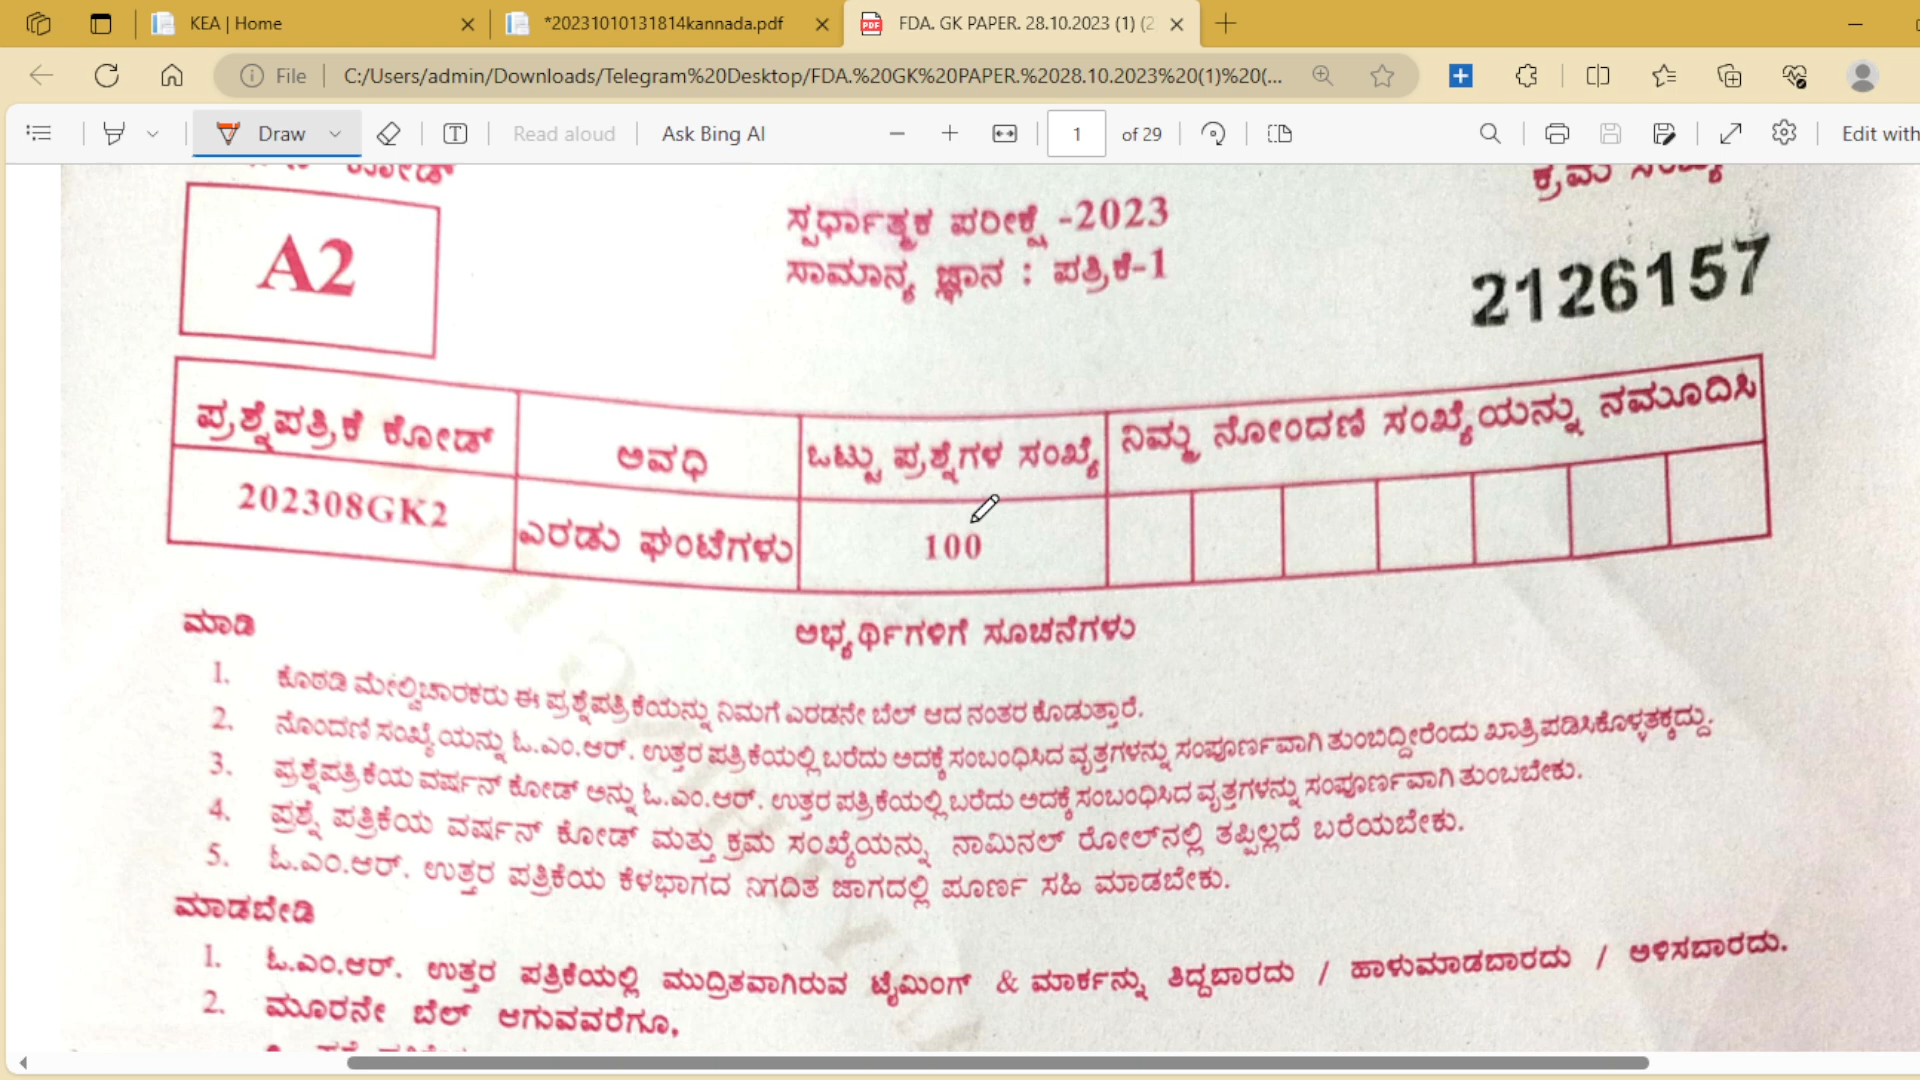 KEA | Home
*20231010131814kannada.pdf
FDA. GK PAPER. 28.10.2023 (1) (2
File
C:/Users/admin/Downloads/Telegram%20Desktop/FDA.%20GK%20PAPER.%2028.10.2023%20(1)%20(...
Draw
Read aloud
Ask Bing AI
1
of 29
Edit with
ಕೋಡ್
ಕ್ರಮ ಸಂಖ್ಯೆ
A2
ಸ್ಪರ್ಧಾತ್ಮಕ ಪರೀಕ್ಷೆ -2023
ಸಾಮಾನ್ಯ ಜ್ಞಾನ : ಪತ್ರಿಕೆ-1
2126157
ಪ್ರಶ್ನೆಪತ್ರಿಕೆ ಕೋಡ್
ಅವಧಿ
ಒಟ್ಟು ಪ್ರಶ್ನೆಗಳ ಸಂಖ್ಯೆ
ನಿಮ್ಮ ನೋಂದಣಿ ಸಂಖ್ಯೆಯನ್ನು ನಮೂದಿಸಿ
202308GK2
ಎರಡು ಘಂಟೆಗಳು
100
ಮಾಡಿ
ಅಭ್ಯರ್ಥಿಗಳಿಗೆ ಸೂಚನೆಗಳು
1. ಕೊಠಡಿ ಮೇಲ್ವಿಚಾರಕರು ಈ ಪ್ರಶ್ನೆಪತ್ರಿಕೆಯನ್ನು ನಿಮಗೆ ಎರಡನೇ ಬೆಲ್ ಆದ ನಂತರ ಕೊಡುತ್ತಾರೆ.
2. ನೊಂದಣಿ ಸಂಖ್ಯೆಯನ್ನು ಓ.ಎಂ.ಆರ್. ಉತ್ತರ ಪತ್ರಿಕೆಯಲ್ಲಿ ಬರೆದು ಅದಕ್ಕೆ ಸಂಬಂಧಿಸಿದ ವೃತ್ತಗಳನ್ನು ಸಂಪೂರ್ಣವಾಗಿ ತುಂಬಿದ್ದೀರೆಂದು ಖಾತ್ರಿಪಡಿಸಿಕೊಳ್ಳತಕ್ಕದ್ದು.
3. ಪ್ರಶ್ನೆಪತ್ರಿಕೆಯ ವರ್ಷನ್ ಕೋಡ್ ಅನ್ನು ಓ.ಎಂ.ಆರ್. ಉತ್ತರ ಪತ್ರಿಕೆಯಲ್ಲಿ ಬರೆದು ಅದಕ್ಕೆ ಸಂಬಂಧಿಸಿದ ವೃತ್ತಗಳನ್ನು ಸಂಪೂರ್ಣವಾಗಿ ತುಂಬಬೇಕು.
4. ಪ್ರಶ್ನೆ ಪತ್ರಿಕೆಯ ವರ್ಷನ್ ಕೋಡ್ ಮತ್ತು ಕ್ರಮ ಸಂಖ್ಯೆಯನ್ನು ನಾಮಿನಲ್ ರೋಲ್‌ನಲ್ಲಿ ತಪ್ಪಿಲ್ಲದೆ ಬರೆಯಬೇಕು.
5. ಓ.ಎಂ.ಆರ್. ಉತ್ತರ ಪತ್ರಿಕೆಯ ಕೆಳಭಾಗದ ನಿಗದಿತ ಜಾಗದಲ್ಲಿ ಪೂರ್ಣ ಸಹಿ ಮಾಡಬೇಕು.
ಮಾಡಬೇಡಿ
1. ಓ.ಎಂ.ಆರ್. ಉತ್ತರ ಪತ್ರಿಕೆಯಲ್ಲಿ ಮುದ್ರಿತವಾಗಿರುವ ಟೈಮಿಂಗ್ & ಮಾರ್ಕನ್ನು ತಿದ್ದಬಾರದು / ಹಾಳುಮಾಡಬಾರದು / ಅಳಿಸಬಾರದು.
2. ಮೂರನೇ ಬೆಲ್ ಆಗುವವರೆಗೂ,